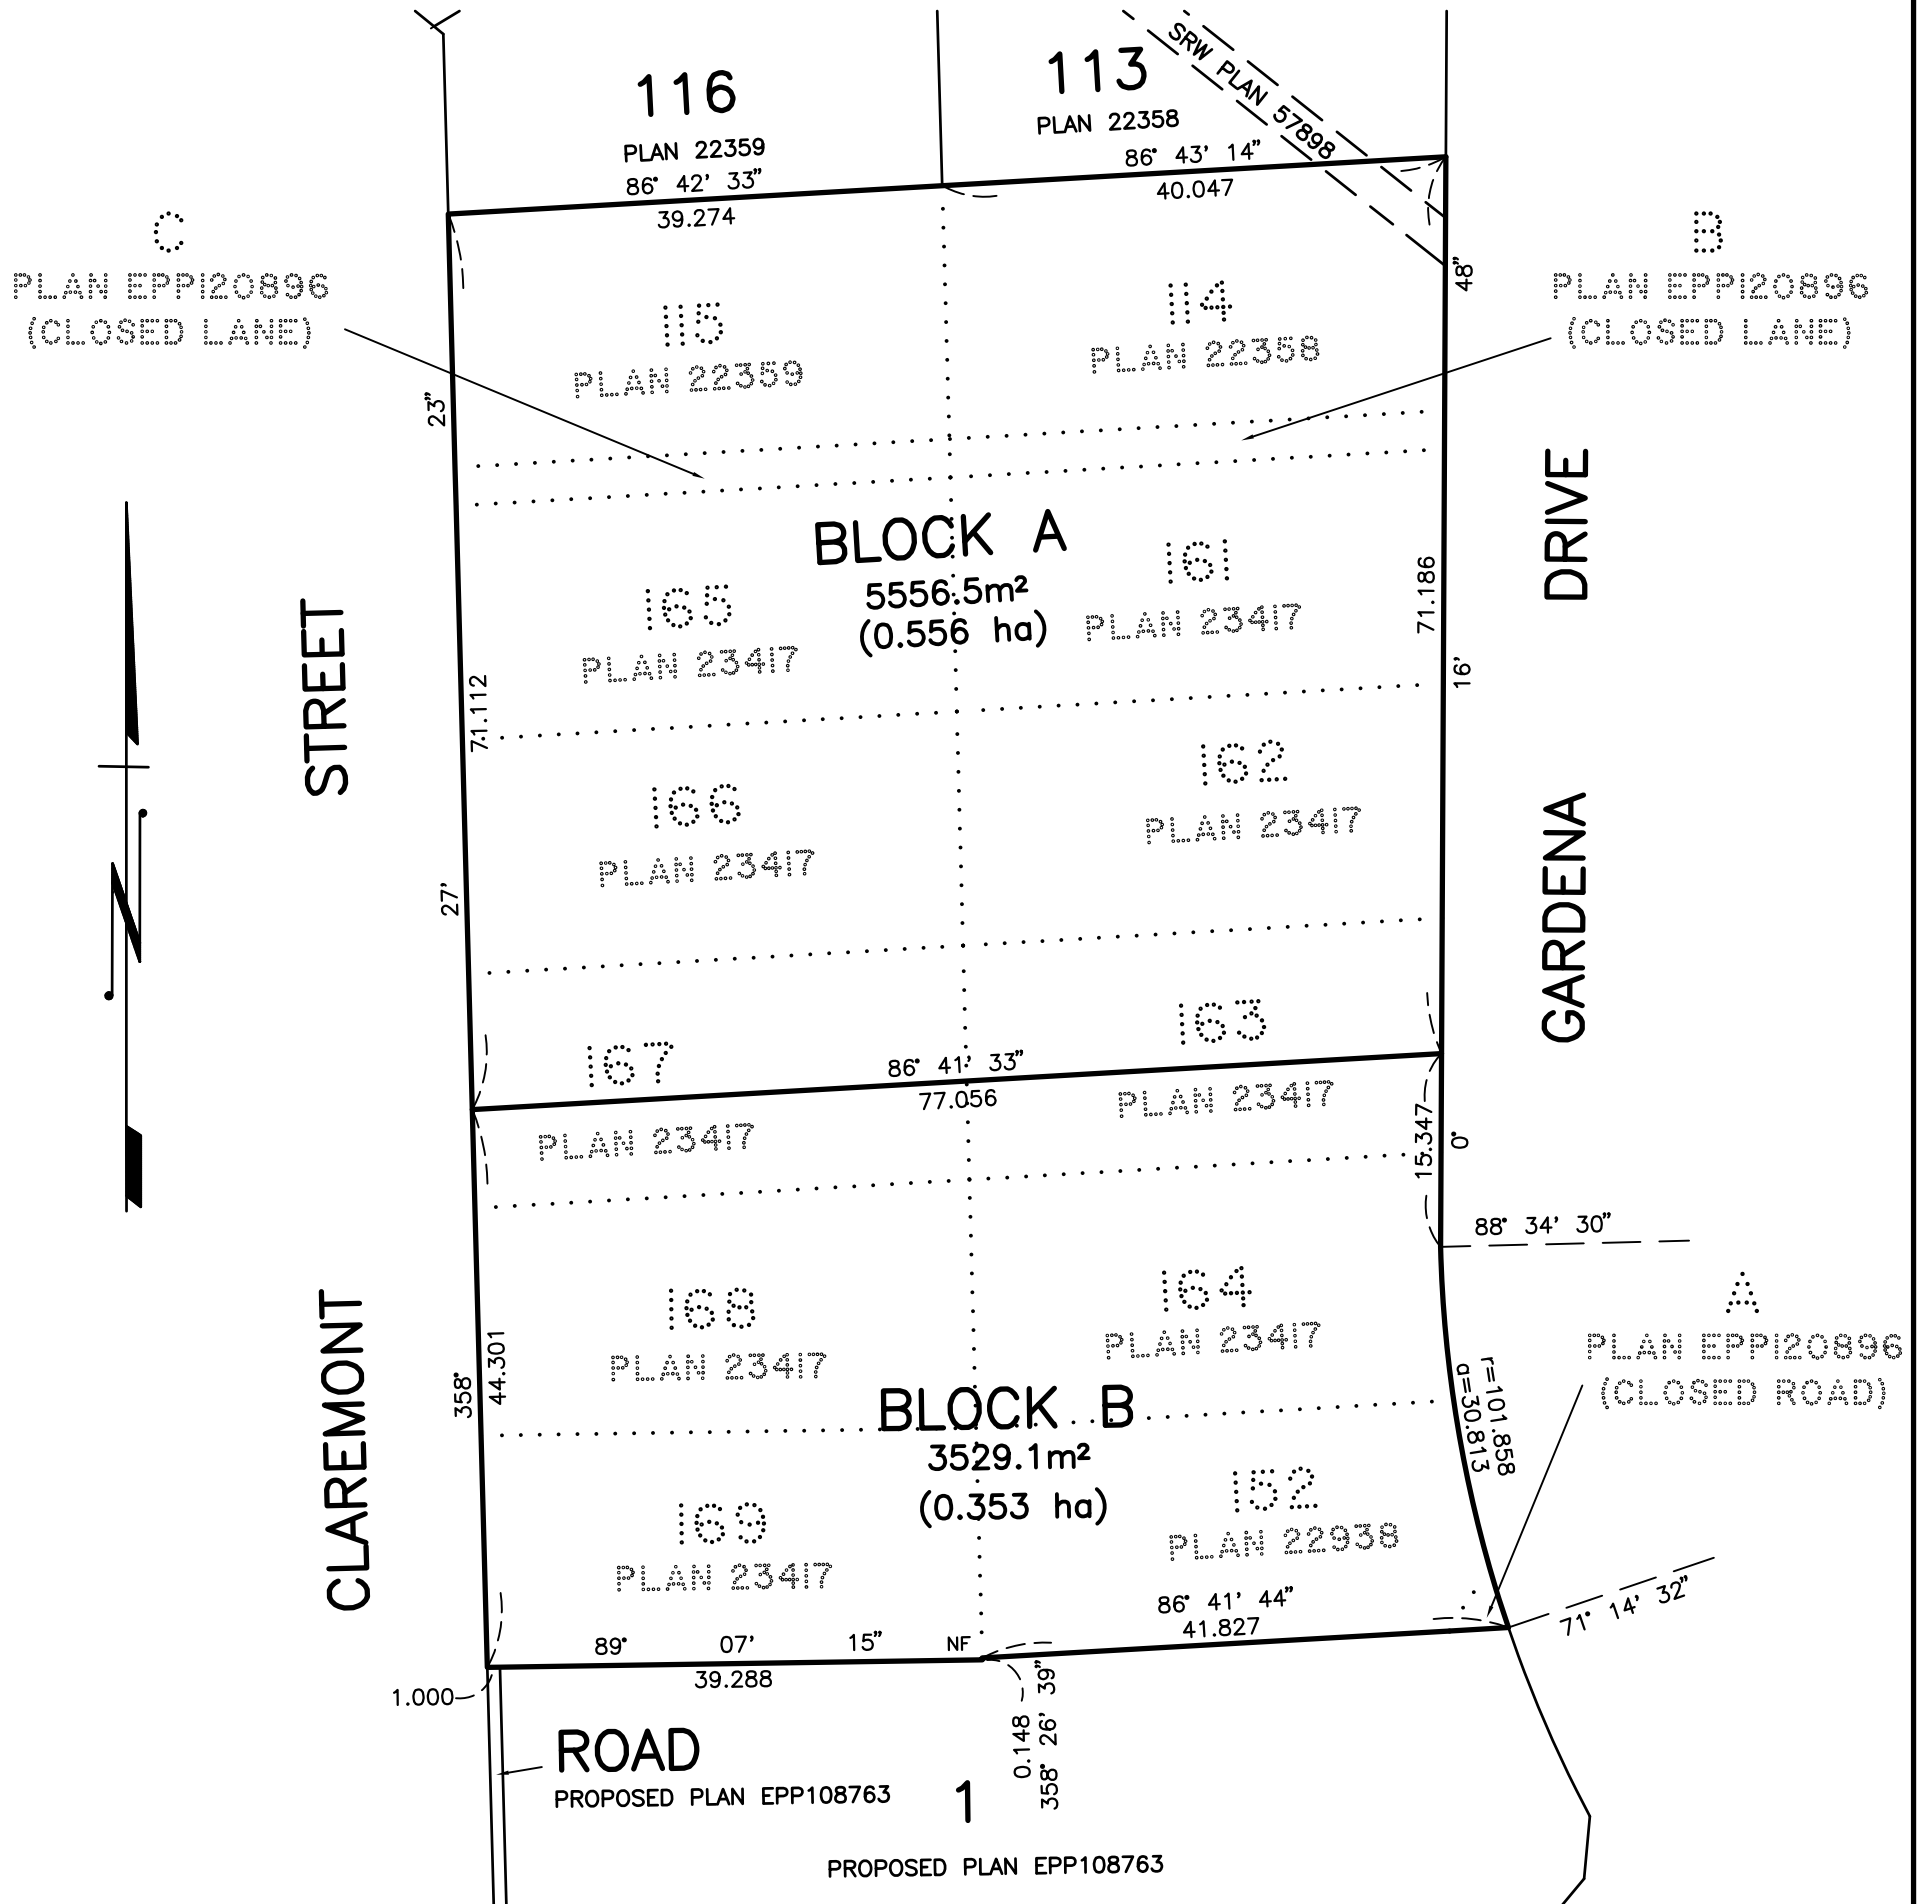 116
PLAN 22359
86° 42' 33"
39.274
113
PLAN 22358
86° 43' 14"
40.047
SRW PLAN 57898
C
PLAN EPP120896
(CLOSED LANE)
B
PLAN EPP120896
(CLOSED LANE)
115
PLAN 22359
114
PLAN 22358
48"
23"
BLOCK A
5556.5m²
(0.556 ha)
165
PLAN 23417
161
PLAN 23417
71.186
16'
71.112
27'
166
PLAN 23417
162
PLAN 23417
STREET
DRIVE
N
GARDENA
167
PLAN 23417
163
PLAN 23417
86° 41' 33"
77.056
15.347
0°
88° 34' 30"
A
PLAN EPP120896
(CLOSED ROAD)
168
PLAN 23417
164
PLAN 23417
r=101.858
a=30.813
44.301
358°
CLAREMONT
BLOCK B
3529.1m²
(0.353 ha)
169
PLAN 23417
152
PLAN 22938
86° 41' 44"
41.827
71° 14' 32"
89° 07' 15"
NF
39.288
1.000
0.148
358° 26' 39"
ROAD
PROPOSED PLAN EPP108763
1
PROPOSED PLAN EPP108763